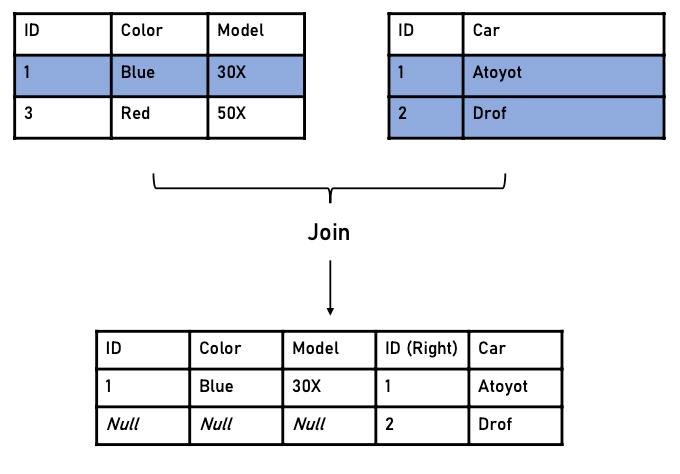 ID Color Model
1 Blue 30X
3 Red 50X
ID Car
1 Atoyot
2 Drof
Join
ID Color Model ID (Right) Car
1 Blue 30X 1 Atoyot
Null Null Null 2 Drof